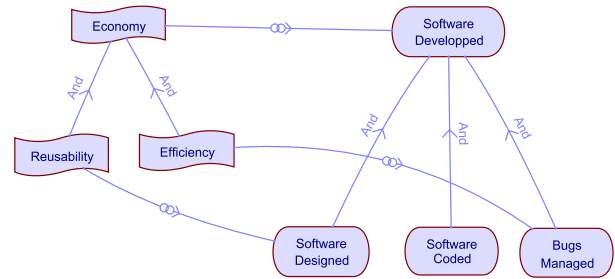 Economy
Software
Developped
And
And
And
And
And
Reusability
Efficiency
Software
Designed
Software
Coded
Bugs
Managed